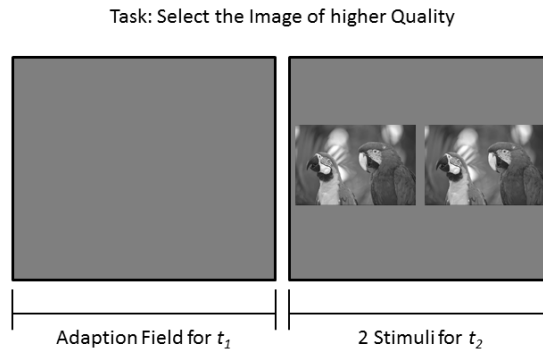 Task: Select the Image of higher Quality
Adaption Field for t₁
2 Stimuli for t₂